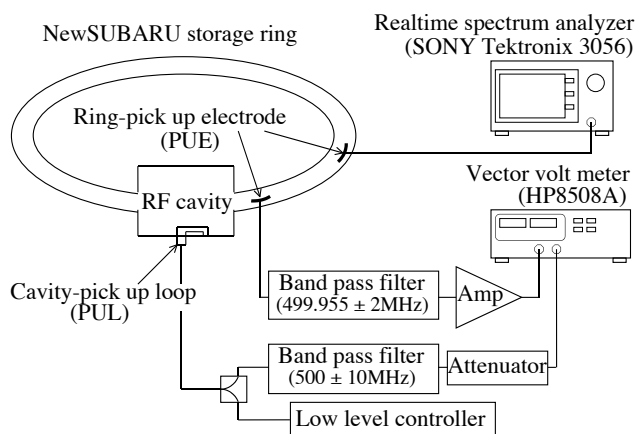 NewSUBARU storage ring
Realtime spectrum analyzer
(SONY Tektronix 3056)
Ring-pick up electrode
(PUE)
RF cavity
Vector volt meter
(HP8508A)
Cavity-pick up loop
(PUL)
Band pass filter
(499.955 ± 2MHz)
Amp
Band pass filter
(500 ± 10MHz)
Attenuator
Low level controller